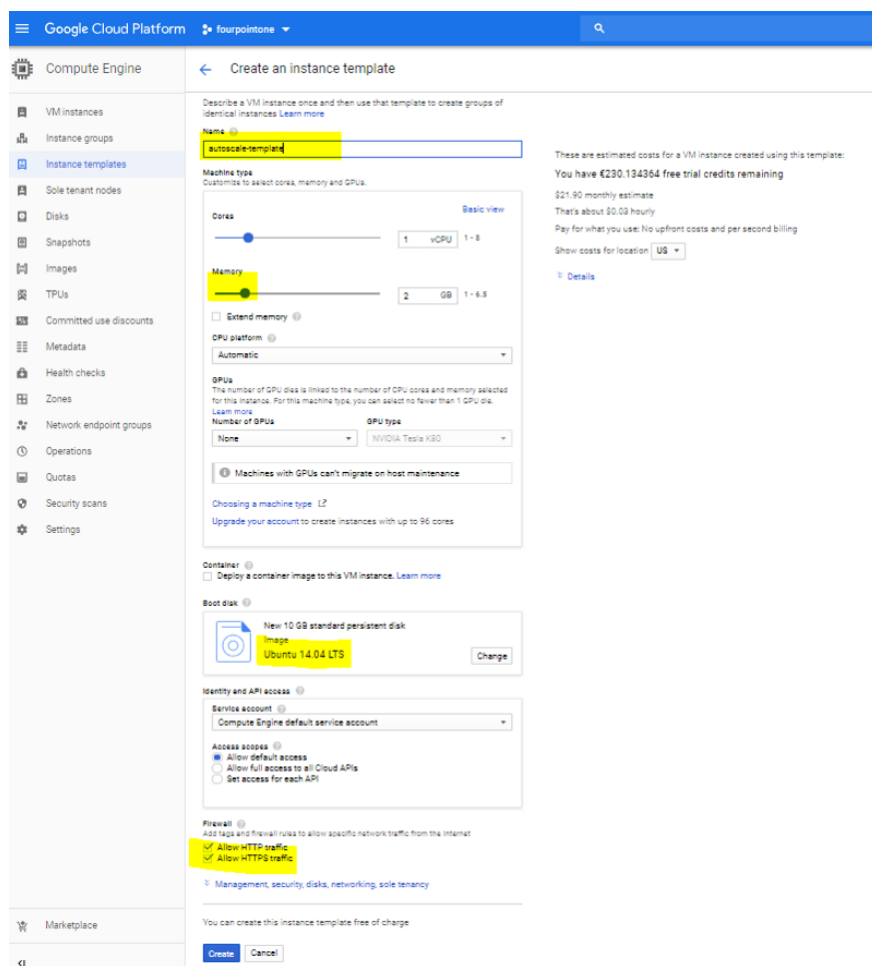 Google Cloud Platform
fourpointone
Compute Engine
Create an instance template
VM instances
Instance groups
Instance templates
Sole tenant nodes
Disks
Snapshots
Images
TPUs
Committed use discounts
Metadata
Health checks
Zones
Network endpoint groups
Operations
Quotas
Security scans
Settings
Marketplace
Describe a VM instance once and then use that template to create groups of
identical instances Learn more
Name
autoscale-template
Machine type
Customize to select cores, memory and GPUs.
Cores
Basic view
1 vCPU 1 - 8
Memory
2 GB 1 - 6.5
Extend memory
CPU platform
Automatic
GPUs
The number of GPU dies is linked to the number of CPU cores and memory selected
for this instance. For this machine type, you can select no fewer than 1 GPU die.
Learn more
Number of GPUs GPU type
None NVIDIA Tesla K80
Machines with GPUs can't migrate on host maintenance
Choosing a machine type
Upgrade your account to create instances with up to 96 cores
Container
Deploy a container image to this VM instance. Learn more
Boot disk
New 10 GB standard persistent disk
Image
Ubuntu 14.04 LTS
Change
Identity and API access
Service account
Compute Engine default service account
Access scopes
Allow default access
Allow full access to all Cloud APIs
Set access for each API
Firewall
Add tags and firewall rules to allow specific network traffic from the Internet
Allow HTTP traffic
Allow HTTPS traffic
Management, security, disks, networking, sole tenancy
You can create this instance template free of charge
Create Cancel
These are estimated costs for a VM instance created using this template:
You have €230.134364 free trial credits remaining
$21.90 monthly estimate
That's about $0.03 hourly
Pay for what you use: No upfront costs and per second billing
Show costs for location US
Details